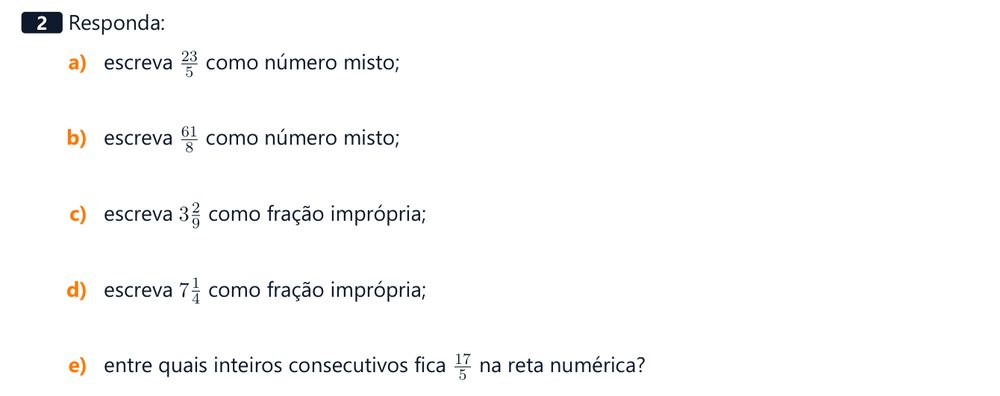 2 Responda:
a) escreva 23/5 como número misto;
b) escreva 61/8 como número misto;
c) escreva 3 2/9 como fração imprópria;
d) escreva 7 1/4 como fração imprópria;
e) entre quais inteiros consecutivos fica 17/5 na reta numérica?